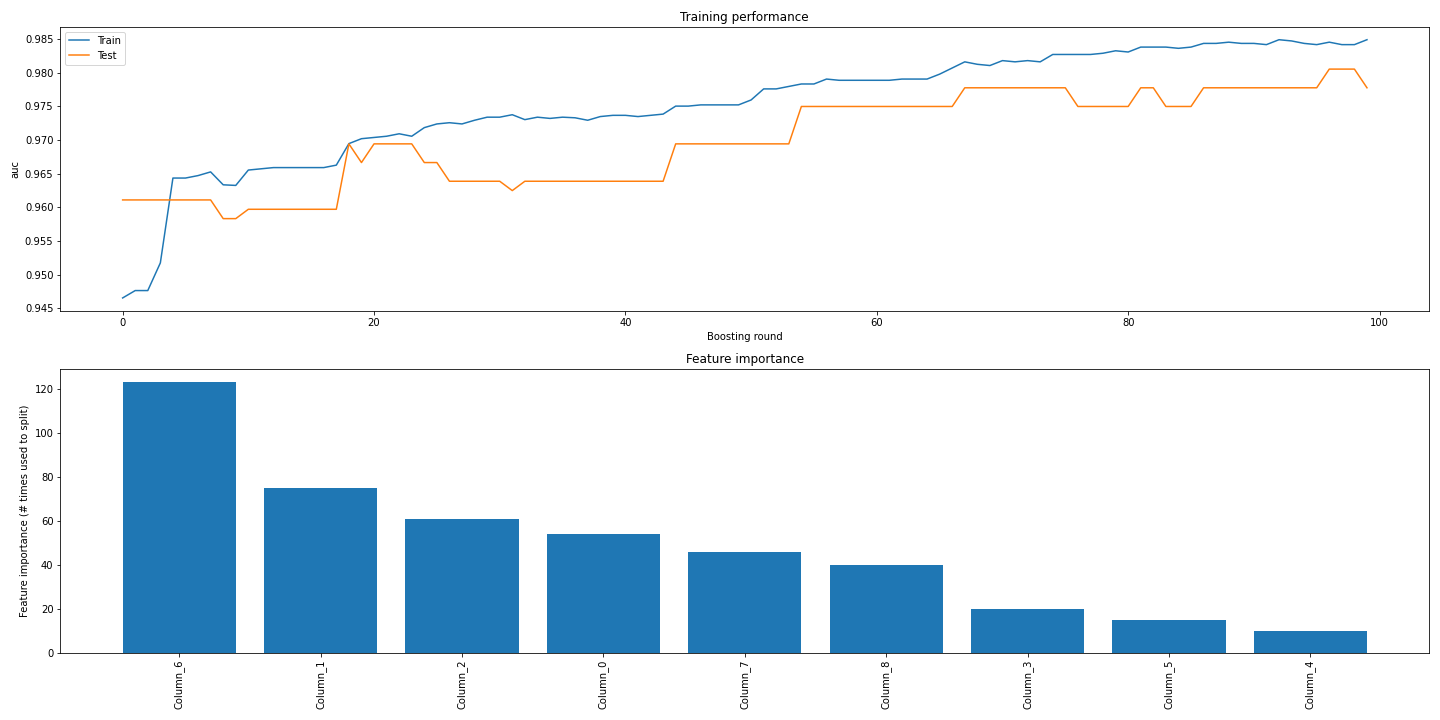 Training performance
Train
Test
auc
0.985
0.980
0.975
0.970
0.965
0.960
0.955
0.950
0.945
0 20 40 60 80 100
Boosting round
Feature importance
Feature importance (# times used to split)
120
100
80
60
40
20
0
Column_6 Column_1 Column_2 Column_0 Column_7 Column_8 Column_3 Column_5 Column_4